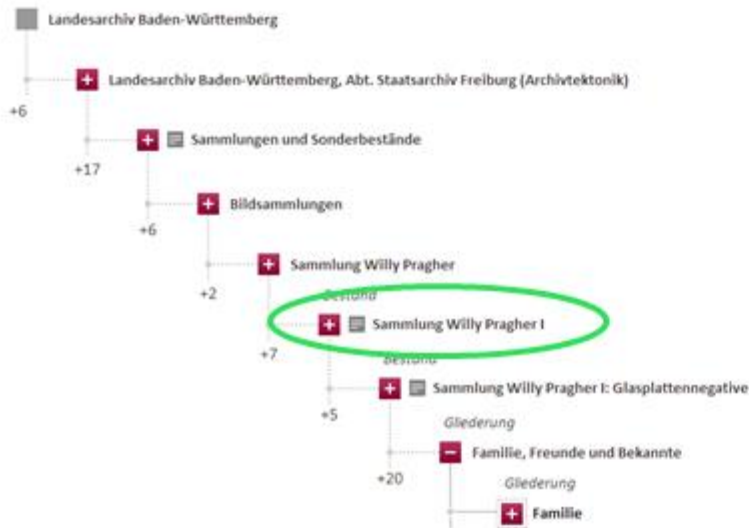 Landesarchiv Baden-Württemberg
+6
Landesarchiv Baden-Württemberg, Abt. Staatsarchiv Freiburg (Archivtektonik)
+17
Sammlungen und Sonderbestände
+6
Bildsammlungen
+2
Sammlung Willy Pragher
Bestand
+7
Sammlung Willy Pragher I
Bestand
+5
Sammlung Willy Pragher I: Glasplattennegative
Gliederung
+20
Familie, Freunde und Bekannte
Gliederung
Familie